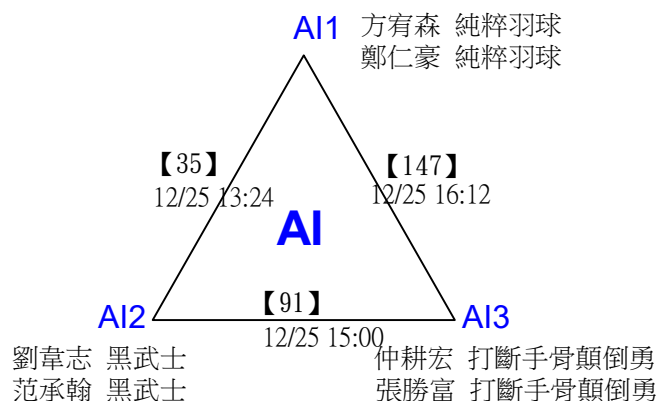 AI1 方宥森 純粹羽球
鄭仁豪 純粹羽球
【35】
12/25 13:24
【147】
12/25 16:12
AI
【91】
12/25 15:00
AI2
劉韋志 黑武士
范承翰 黑武士
AI3
仲耕宏 打斷手骨顛倒勇
張勝富 打斷手骨顛倒勇